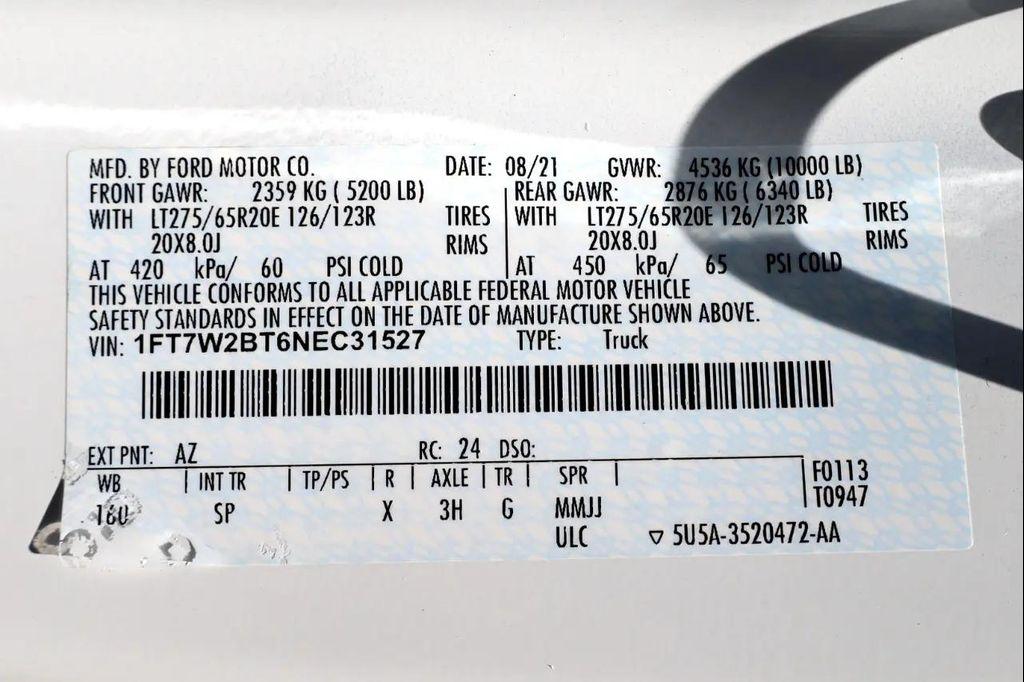 MFD. BY FORD MOTOR CO. DATE: 08/21 GVWR: 4536 KG (10000 LB)
FRONT GAWR: 2359 KG ( 5200 LB) REAR GAWR: 2876 KG ( 6340 LB)
WITH LT275/65R20E 126/123R TIRES WITH LT275/65R20E 126/123R TIRES
20X8.0J RIMS 20X8.0J RIMS
AT 420 kPa/ 60 PSI COLD AT 450 kPa/ 65 PSI COLD
THIS VEHICLE CONFORMS TO ALL APPLICABLE FEDERAL MOTOR VEHICLE
SAFETY STANDARDS IN EFFECT ON THE DATE OF MANUFACTURE SHOWN ABOVE.
VIN: 1FT7W2BT6NEC31527 TYPE: Truck
EXT PNT: AZ RC: 24 DSO:
WB INT TR TP/PS R AXLE TR SPR F0113
160 SP X 3H G MMJJ T0947
ULC ▽ 5U5A-3520472-AA